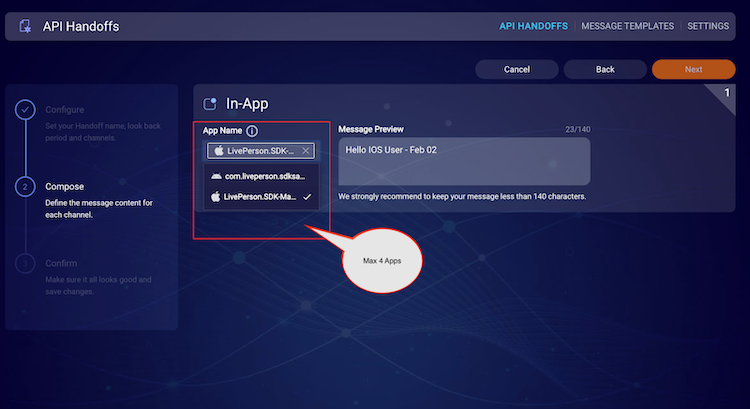 API Handoffs
API HANDOFFS
MESSAGE TEMPLATES
SETTINGS
Cancel
Back
Next
Configure
Set your Handoff name, look back
period and channels.
2
Compose
Define the message content for
each channel.
3
Confirm
Make sure it all looks good and
save changes.
In-App
1
App Name
LivePerson.SDK-...
com.liveperson.sdksa...
LivePerson.SDK-Ma...
Message Preview
23/140
Hello IOS User - Feb 02
We strongly recommend to keep your message less than 140 characters.
Max 4 Apps